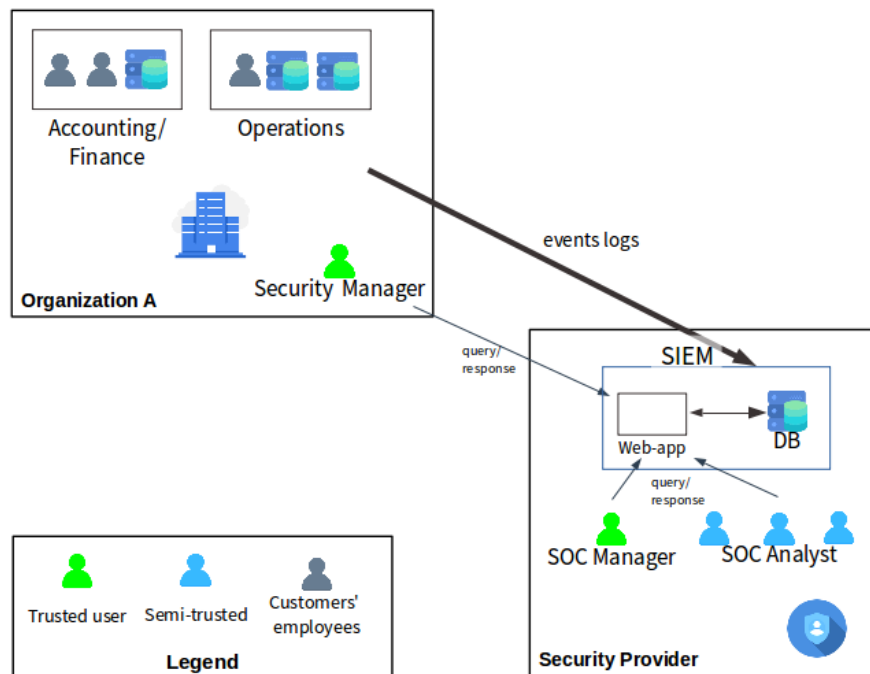 Accounting/
Finance
Operations
Security Manager
Organization A
events logs
query/
response
SIEM
Web-app
DB
query/
response
SOC Manager
SOC Analyst
Security Provider
Trusted user
Semi-trusted
Customers'
employees
Legend